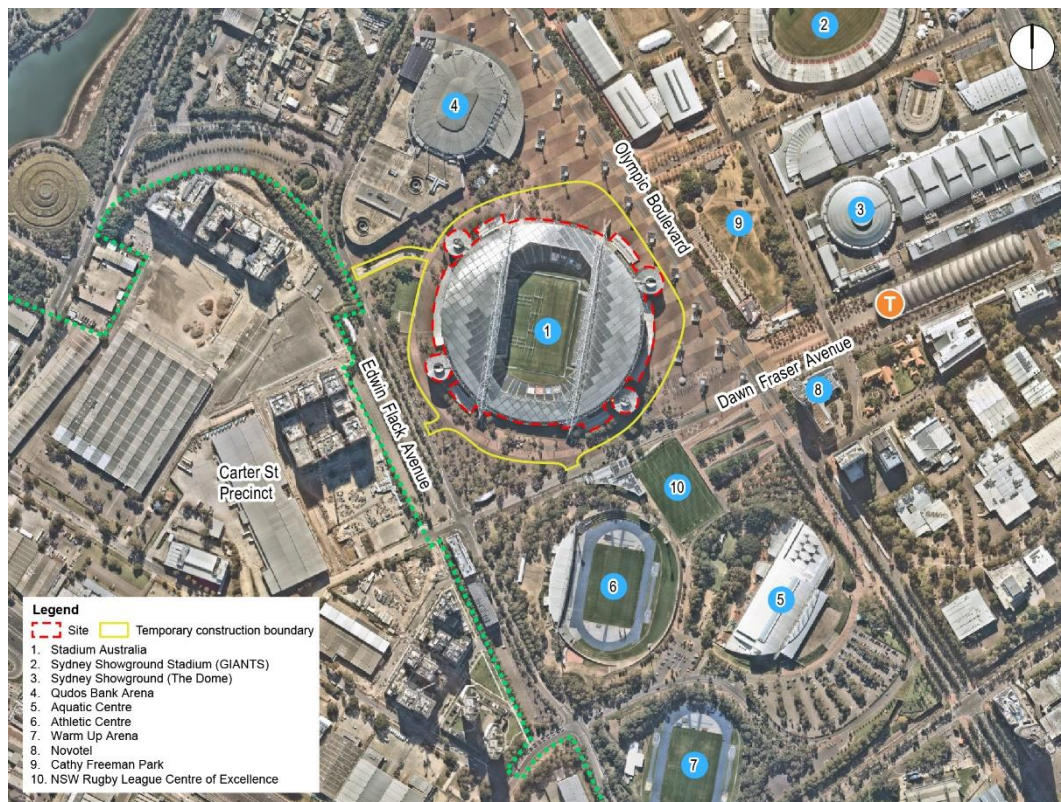 2
4
Olympic Boulevard
3
9
T
1
Edwin Flack Avenue
Dawn Fraser Avenue
8
Carter St
Precinct
10
6
5
7
Legend
Site
Temporary construction boundary
1. Stadium Australia
2. Sydney Showground Stadium (GIANTS)
3. Sydney Showground (The Dome)
4. Qudos Bank Arena
5. Aquatic Centre
6. Athletic Centre
7. Warm Up Arena
8. Novotel
9. Cathy Freeman Park
10. NSW Rugby League Centre of Excellence